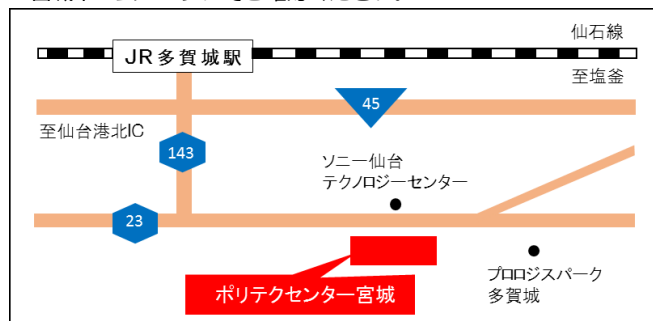 仙石線
JR多賀城駅
至塩釜
45
至仙台港北IC
143
ソニー仙台
テクノロジーセンター
23
プロロジスパーク
多賀城
ポリテクセンター宮城